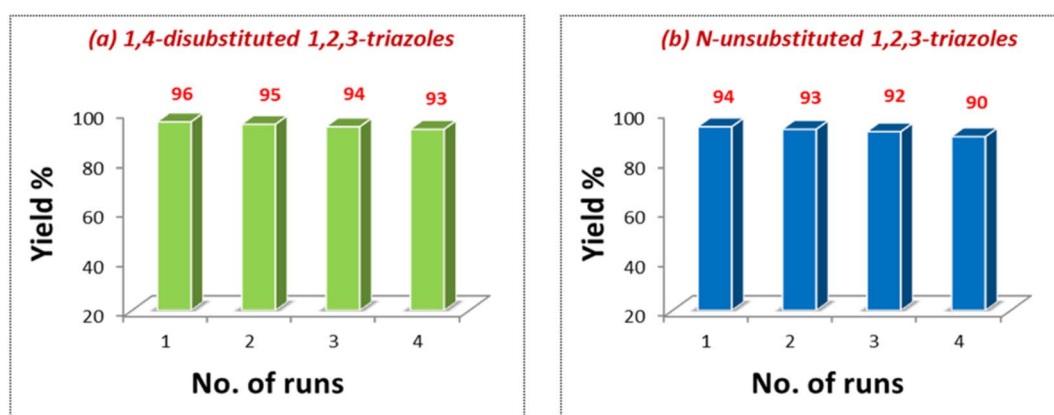 (a) 1,4-disubstituted 1,2,3-triazoles
96 95 94 93
100
80
60
40
20
Yield %
1 2 3 4
No. of runs
(b) N-unsubstituted 1,2,3-triazoles
94 93 92 90
100
80
60
40
20
Yield %
1 2 3 4
No. of runs